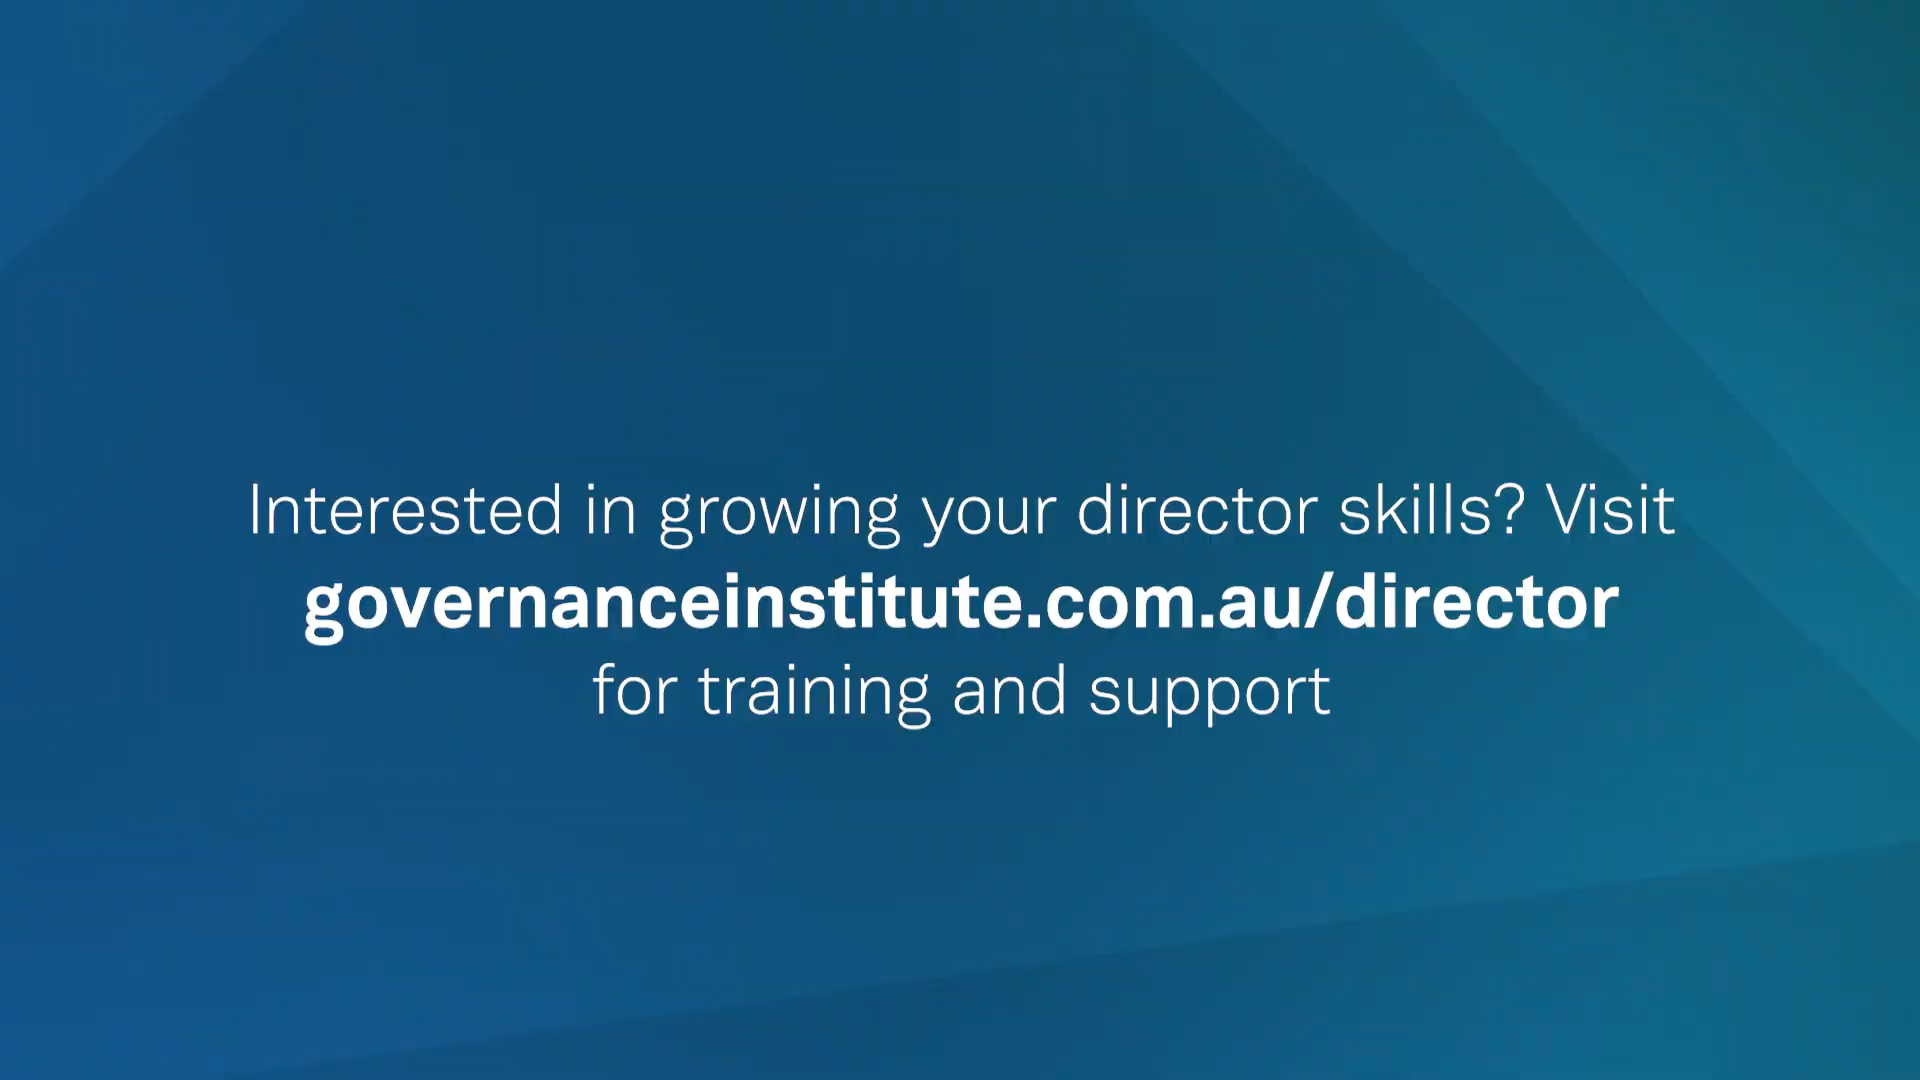 Interested in growing your director skills? Visit
governanceinstitute.com.au/director
for training and support